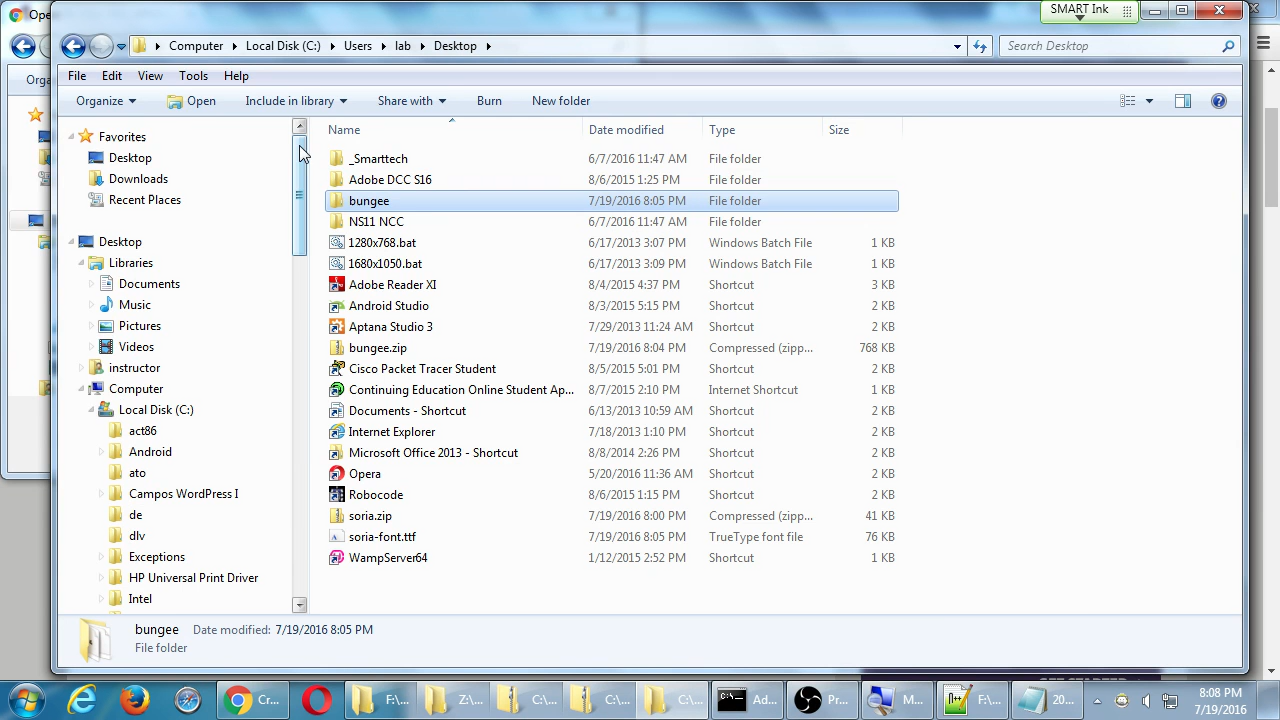 Ope
SMART Ink
Computer Local Disk (C:) Users lab Desktop
Search Desktop
File Edit View Tools Help
Orga
Organize Open Include in library Share with Burn New folder
Name Date modified Type Size
Favorites
Desktop
Downloads
Recent Places
Desktop
Libraries
Documents
Music
Pictures
Videos
instructor
Computer
Local Disk (C:)
act86
Android
ato
Campos WordPress I
de
dlv
Exceptions
HP Universal Print Driver
Intel
_Smarttech 6/7/2016 11:47 AM File folder
Adobe DCC S16 8/6/2015 1:25 PM File folder
bungee 7/19/2016 8:05 PM File folder
NS11 NCC 6/7/2016 11:47 AM File folder
1280x768.bat 6/17/2013 3:07 PM Windows Batch File 1 KB
1680x1050.bat 6/17/2013 3:09 PM Windows Batch File 1 KB
Adobe Reader XI 8/4/2015 4:37 PM Shortcut 3 KB
Android Studio 8/3/2015 5:15 PM Shortcut 2 KB
Aptana Studio 3 7/29/2013 11:24 AM Shortcut 2 KB
bungee.zip 7/19/2016 8:04 PM Compressed (zipp... 768 KB
Cisco Packet Tracer Student 8/5/2015 5:01 PM Shortcut 2 KB
Continuing Education Online Student Ap... 8/7/2015 2:10 PM Internet Shortcut 1 KB
Documents - Shortcut 6/13/2013 10:59 AM Shortcut 2 KB
Internet Explorer 7/18/2013 1:10 PM Shortcut 2 KB
Microsoft Office 2013 - Shortcut 8/8/2014 2:26 PM Shortcut 2 KB
Opera 5/20/2016 11:36 AM Shortcut 2 KB
Robocode 8/6/2015 1:15 PM Shortcut 2 KB
soria.zip 7/19/2016 8:00 PM Compressed (zipp... 41 KB
soria-font.ttf 7/19/2016 8:05 PM TrueType font file 76 KB
WampServer64 1/12/2015 2:52 PM Shortcut 1 KB
bungee Date modified: 7/19/2016 8:05 PM
File folder
Cr... F:\... Z:\... C:\... C:\... C:\... Ad... Pr... M... F:\... 20...
8:08 PM
7/19/2016